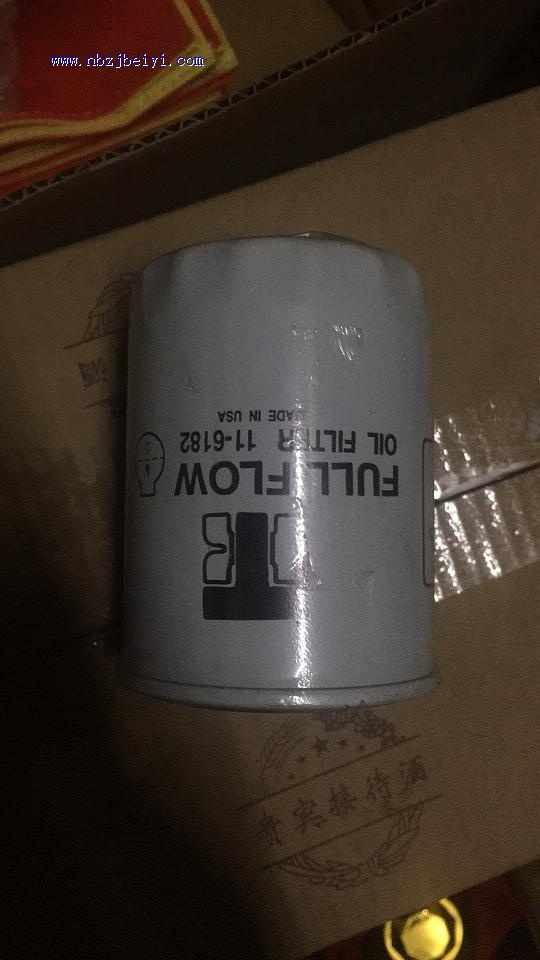 www.nbzjbeiyi.com
FULL FLOW
OIL FILTER 11-6182
MADE IN USA
贵宾接待酒